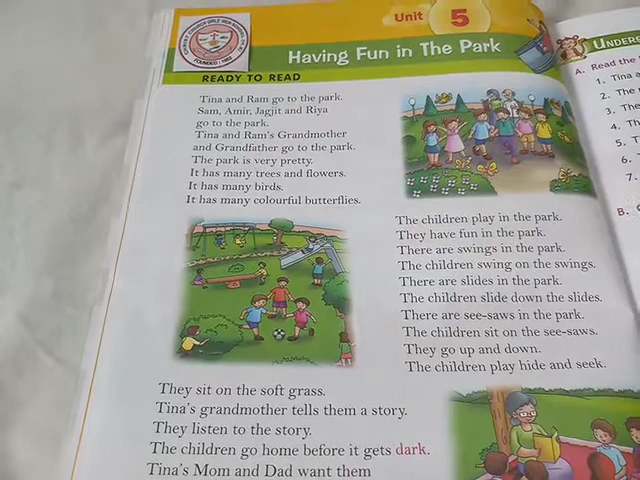 Unit 5
Having Fun in The Park
READY TO READ
Tina and Ram go to the park.
Sam, Amir, Jagjit and Riya
go to the park.
Tina and Ram's Grandmother
and Grandfather go to the park.
The park is very pretty.
It has many trees and flowers.
It has many birds.
It has many colourful butterflies.
The children play in the park.
They have fun in the park.
There are swings in the park.
The children swing on the swings.
There are slides in the park.
The children slide down the slides.
There are see-saws in the park.
The children sit on the see-saws.
They go up and down.
The children play hide and seek.
They sit on the soft grass.
Tina's grandmother tells them a story.
They listen to the story.
The children go home before it gets dark.
Tina's Mom and Dad want them
A. Read the
1. Tina
2. The
3. The
4. Th
5. T
6.
7.
B.